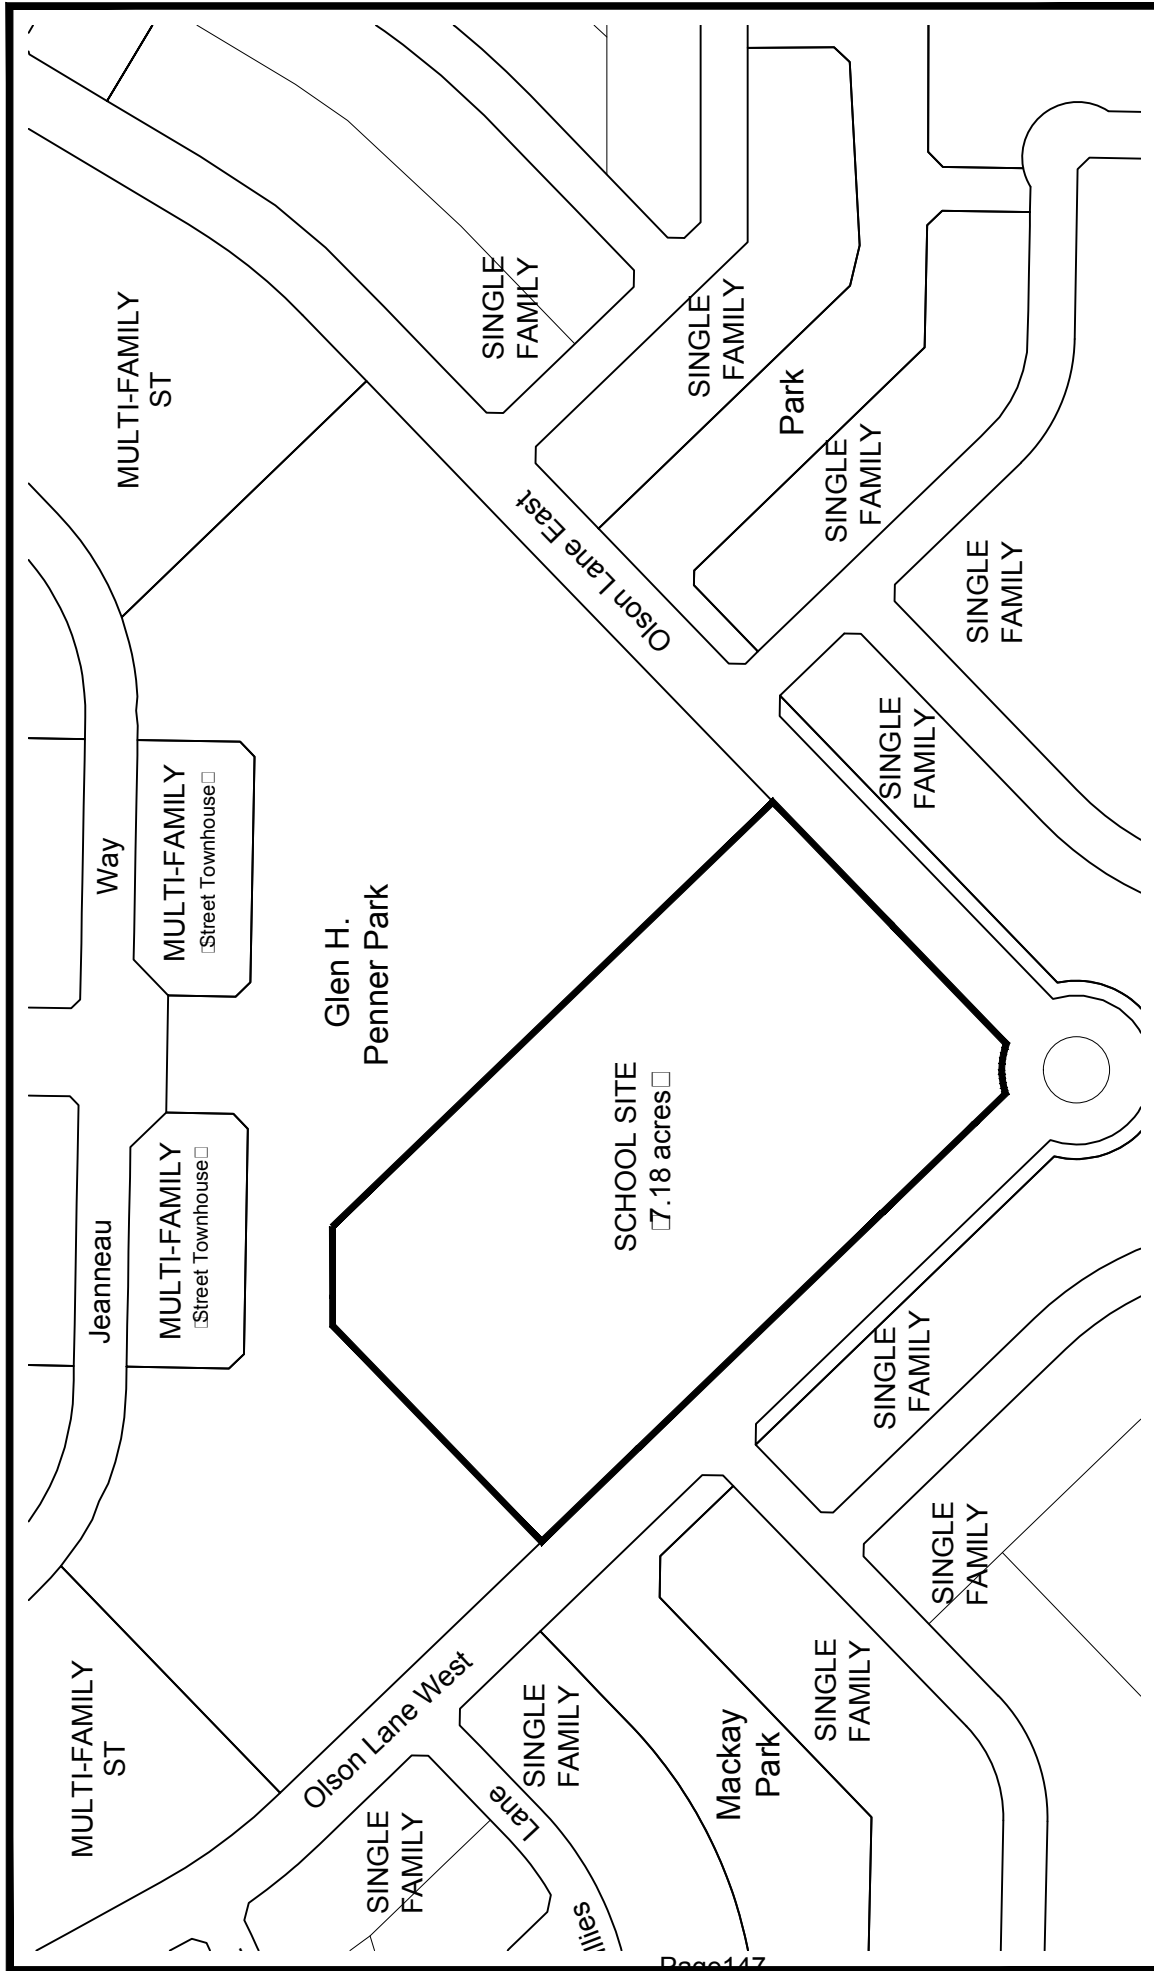 MULTI-FAMILY
ST
MULTI-FAMILY
ST
Jeanneau
Way
MULTI-FAMILY
□Street Townhouse□
MULTI-FAMILY
□Street Townhouse□
Glen H.
Penner Park
Olson Lane West
SINGLE
FAMILY
SINGLE
FAMILY
Lane
SINGLE
FAMILY
Olson Lane East
SCHOOL SITE
□7.18 acres□
SINGLE
FAMILY
Mackay
Park
Park
SINGLE
FAMILY
SINGLE
FAMILY
SINGLE
FAMILY
SINGLE
FAMILY
SINGLE
FAMILY
SINGLE
FAMILY
Page147